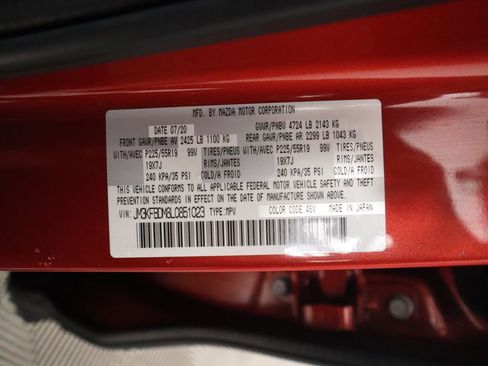 MFD. BY MAZDA MOTOR CORPORATION
DATE 07/20 GVWR/PNBV 4724 LB 2143 KG
FRONT GAWR/PNBE AV 2425 LB 1100 KG REAR GAWR/PNBE AR 2299 LB 1043 KG
WITH/AVEC P225/55R19 99V TIRES/PNEUS WITH/AVEC P225/55R19 99V TIRES/PNEUS
19X7J RIMS/JANTES 19X7J RIMS/JANTES
240 KPA/35 PSI COLD/A FROID 240 KPA/35 PSI COLD/A FROID
THIS VEHICLE CONFORMS TO ALL APPLICABLE FEDERAL MOTOR VEHICLE SAFETY AND THEFT
PREVENTION STANDARDS IN EFFECT ON THE DATE OF MANUFACTURE SHOWN ABOVE.
VIN: JM3KFBDM8L0851023 TYPE:MPV COLOR CODE:46V MADE IN JAPAN